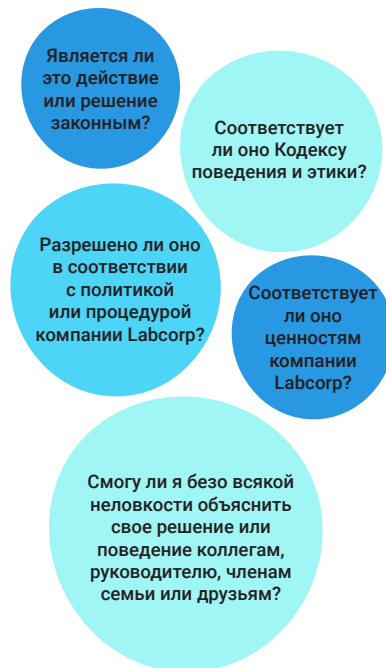 Является ли
это действие
или решение
законным?
Соответствует
ли оно Кодексу
поведения и этики?
Разрешено ли оно
в соответствии
с политикой
или процедурой
компании Labcorp?
Соответствует
ли оно
ценностям
компании
Labcorp?
Смогу ли я безо всякой
неловкости объяснить
свое решение или
поведение коллегам,
руководителю, членам
семьи или друзьям?